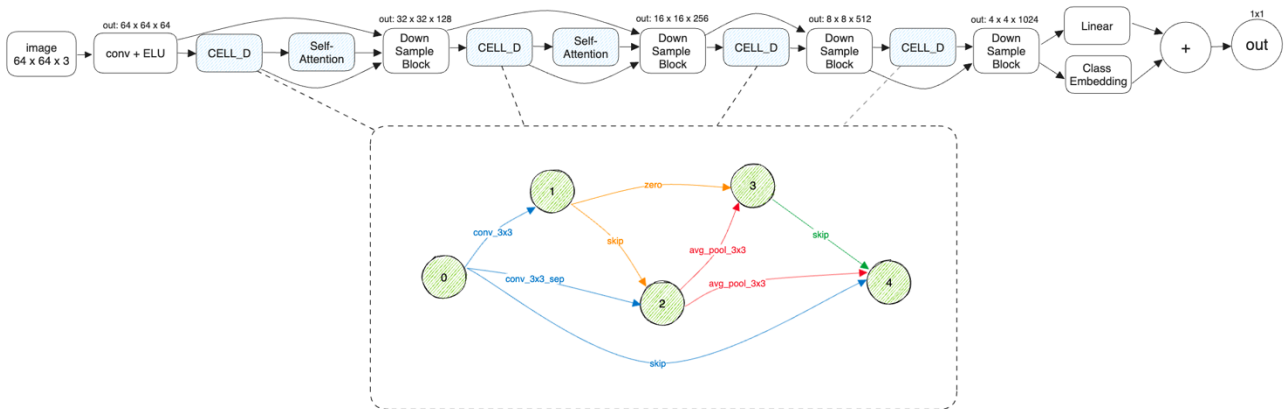 1x1
out: 64 x 64 x 64
out: 32 x 32 x 128
out: 16 x 16 x 256
out: 8 x 8 x 512
out: 4 x 4 x 1024
image
64 x 64 x 3
conv + ELU
CELL_D
Self-
Attention
Down
Sample
Block
CELL_D
Self-
Attention
Down
Sample
Block
CELL_D
Down
Sample
Block
CELL_D
Down
Sample
Block
Linear
Class
Embedding
+
out
1
zero
3
conv_3x3
skip
avg_pool_3x3
skip
0
conv_3x3_sep
2
avg_pool_3x3
4
skip